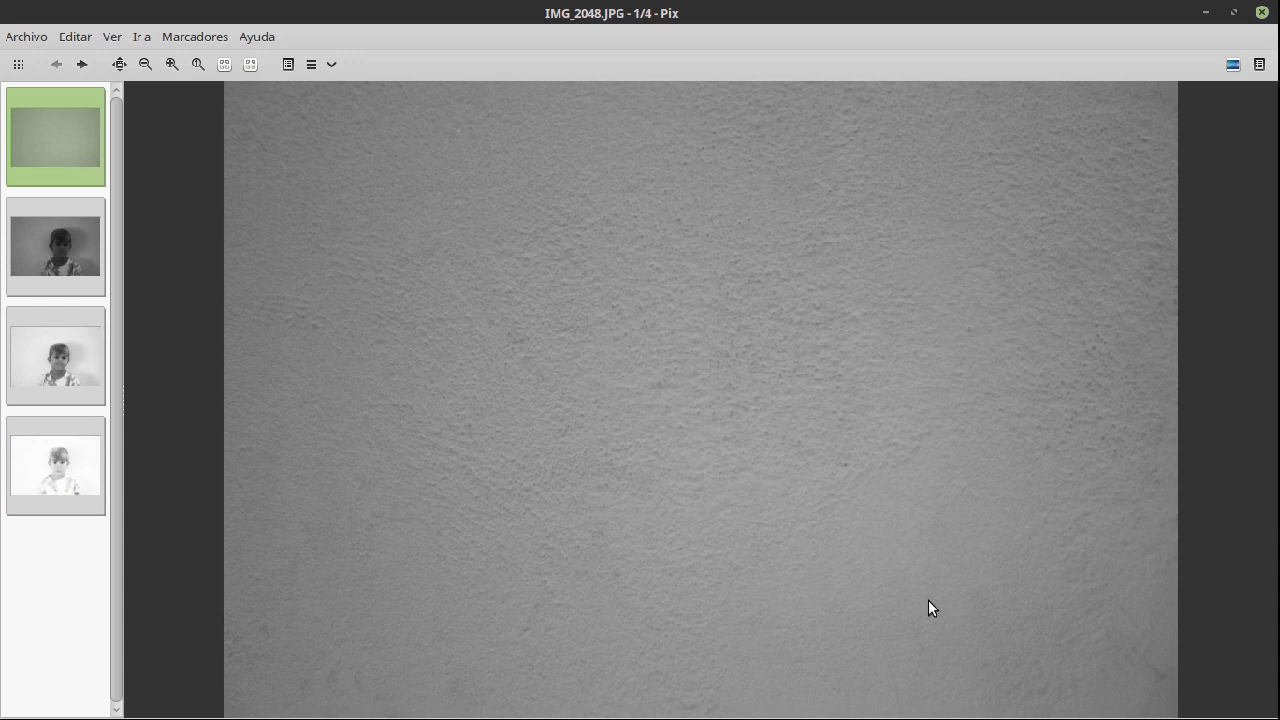 IMG_2048.JPG - 1/4 - Pix
Archivo Editar Ver Ir a Marcadores Ayuda